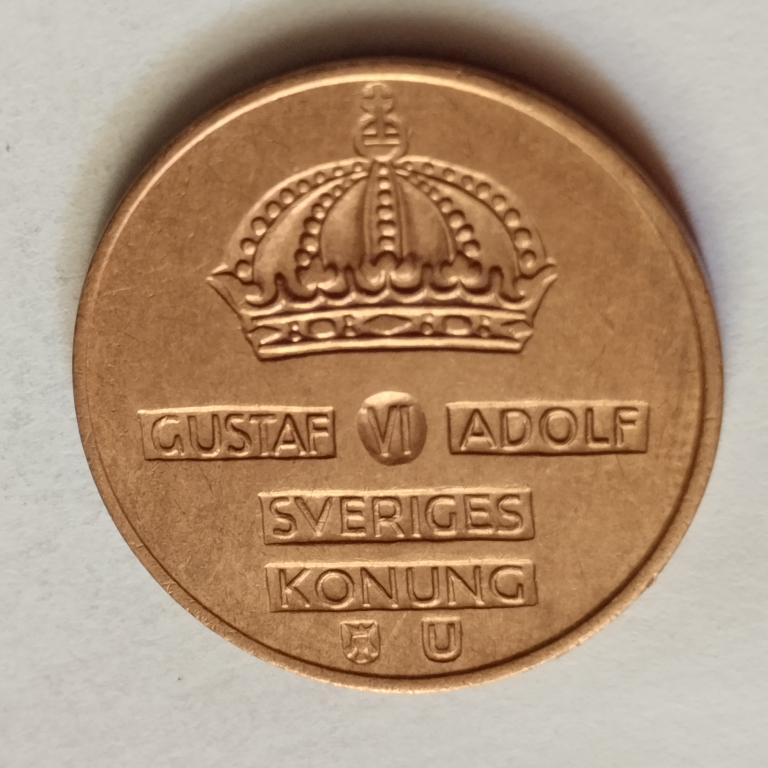 GUSTAF VI ADOLF
SVERIGES
KONUNG
U